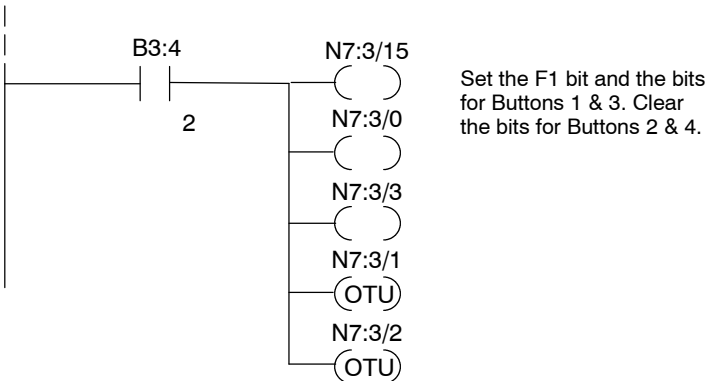 B3:4
2
N7:3/15
N7:3/0
N7:3/3
N7:3/1
OTU
N7:3/2
OTU
Set the F1 bit and the bits
for Buttons 1 & 3. Clear
the bits for Buttons 2 & 4.